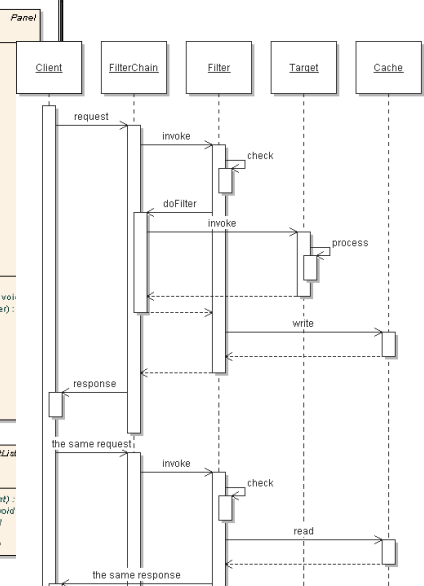 Panel
Client
FilterChain
Filter
Target
Cache
request
invoke
check
doFilter
invoke
process
er) :
write
response
the same request
invoke
check
read
the same response